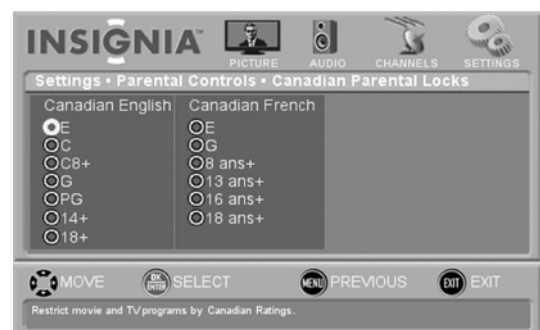 INSIGNIA™
PICTURE AUDIO CHANNELS SETTINGS
Settings • Parental Controls • Canadian Parental Locks
Canadian English
E
C
C8+
G
PG
14+
18+
Canadian French
E
G
8 ans+
13 ans+
16 ans+
18 ans+
MOVE OK ENTER SELECT MENU PREVIOUS EXIT EXIT
Restrict movie and TV programs by Canadian Ratings.